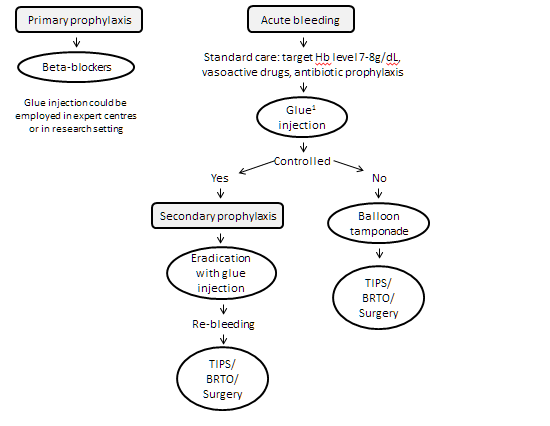 Primary prophylaxis
Beta-blockers
Glue injection could be
employed in expert centres
or in research setting
Acute bleeding
Standard care: target Hb level 7-8g/dL,
vasoactive drugs, antibiotic prophylaxis
Glue¹
injection
Controlled
Yes
No
Secondary prophylaxis
Eradication
with glue
injection
Re-bleeding
TIPS/
BRTO/
Surgery
Balloon
tamponade
TIPS/
BRTO/
Surgery